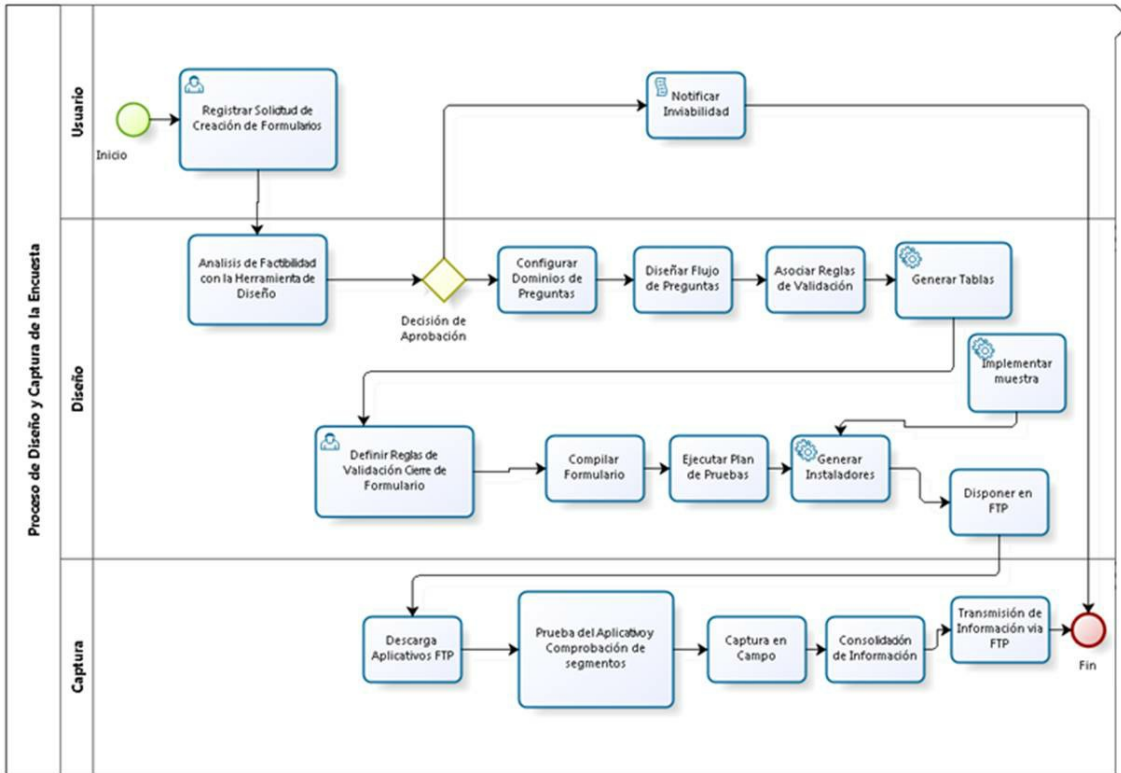 Proceso de Diseño y Captura de la Encuesta
Usuario
Inicio
Registrar Solicitud de
Creación de Formularios
Notificar
Inviabilidad
Diseño
Analisis de Factibilidad
con la Herramienta de
Diseño
Decisión de
Aprobación
Configurar
Dominios de
Preguntas
Diseñar Flujo
de Preguntas
Asociar Reglas
de Validación
Generar Tablas
Implementar
muestra
Definir Reglas de
Validación Cierre de
Formulario
Compilar
Formulario
Ejecutar Plan
de Pruebas
Generar
Instaladores
Disponer en
FTP
Captura
Descarga
Aplicativos FTP
Prueba del Aplicativo y
Comprobación de
segmentos
Captura en
Campo
Consolidación
de Información
Transmisión de
Información via
FTP
Fin